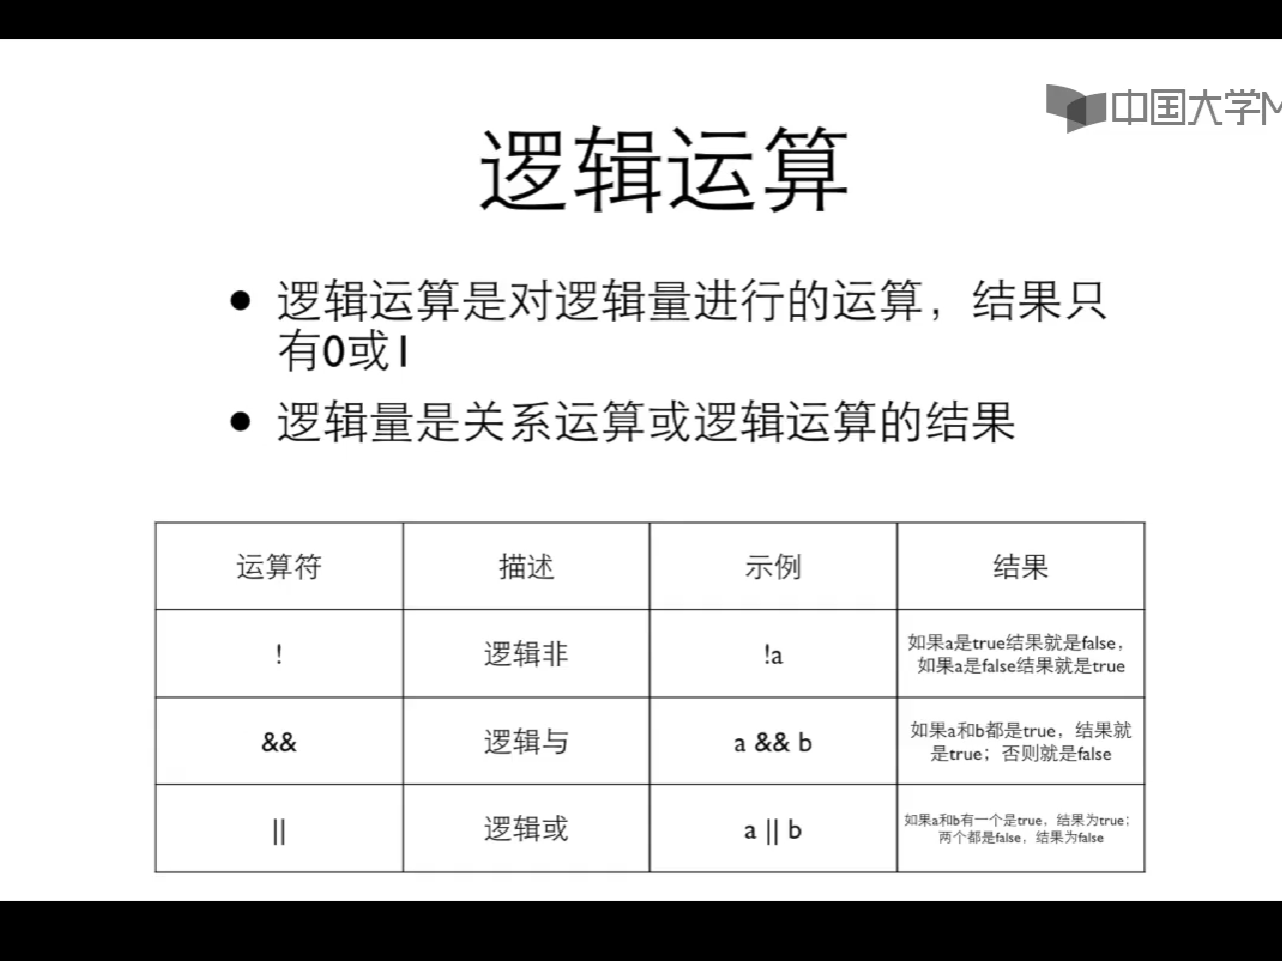 中国大学M
逻辑运算
● 逻辑运算是对逻辑量进行的运算，结果只
有0或1
● 逻辑量是关系运算或逻辑运算的结果
运算符 描述 示例 结果
! 逻辑非 !a 如果a是true结果就是false，
如果a是false结果就是true
&& 逻辑与 a && b 如果a和b都是true，结果就
是true；否则就是false
|| 逻辑或 a || b 如果a和b有一个是true，结果为true；
两个都是false，结果为false